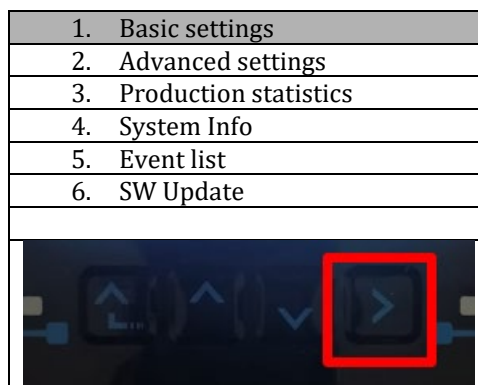 1. Basic settings
2. Advanced settings
3. Production statistics
4. System Info
5. Event list
6. SW Update